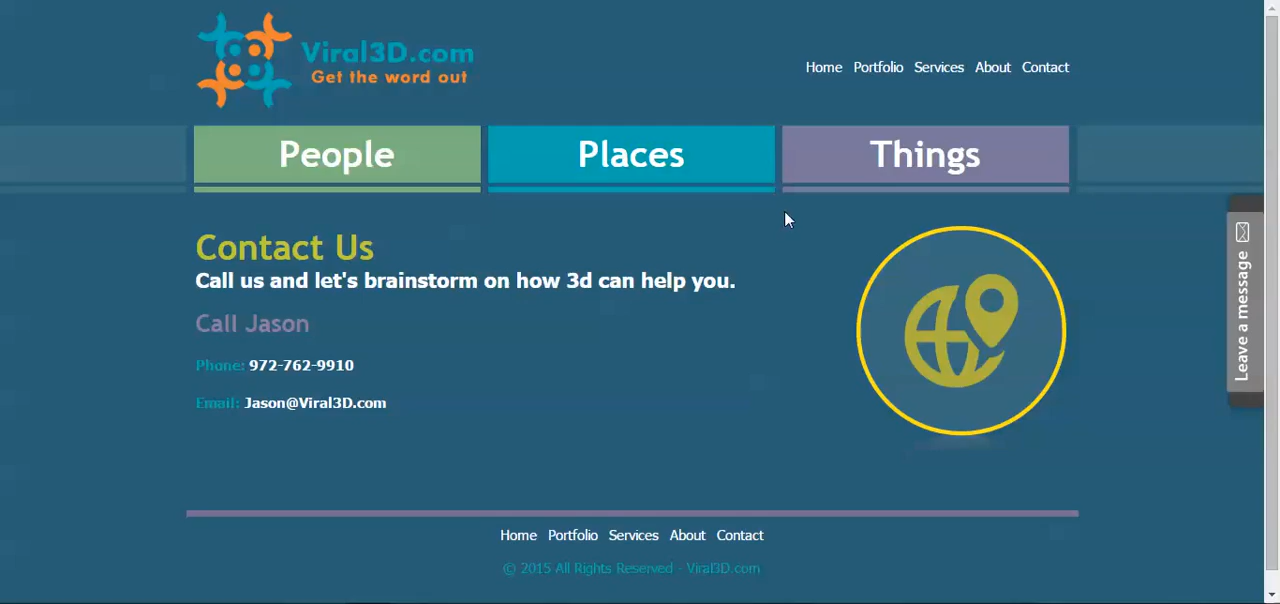 Viral3D.com
Get the word out
Home Portfolio Services About Contact
People Places Things
Contact Us
Call us and let's brainstorm on how 3d can help you.
Call Jason
Phone: 972-762-9910
Email: Jason@Viral3D.com
Leave a message
Home Portfolio Services About Contact
© 2015 All Rights Reserved - Viral3D.com